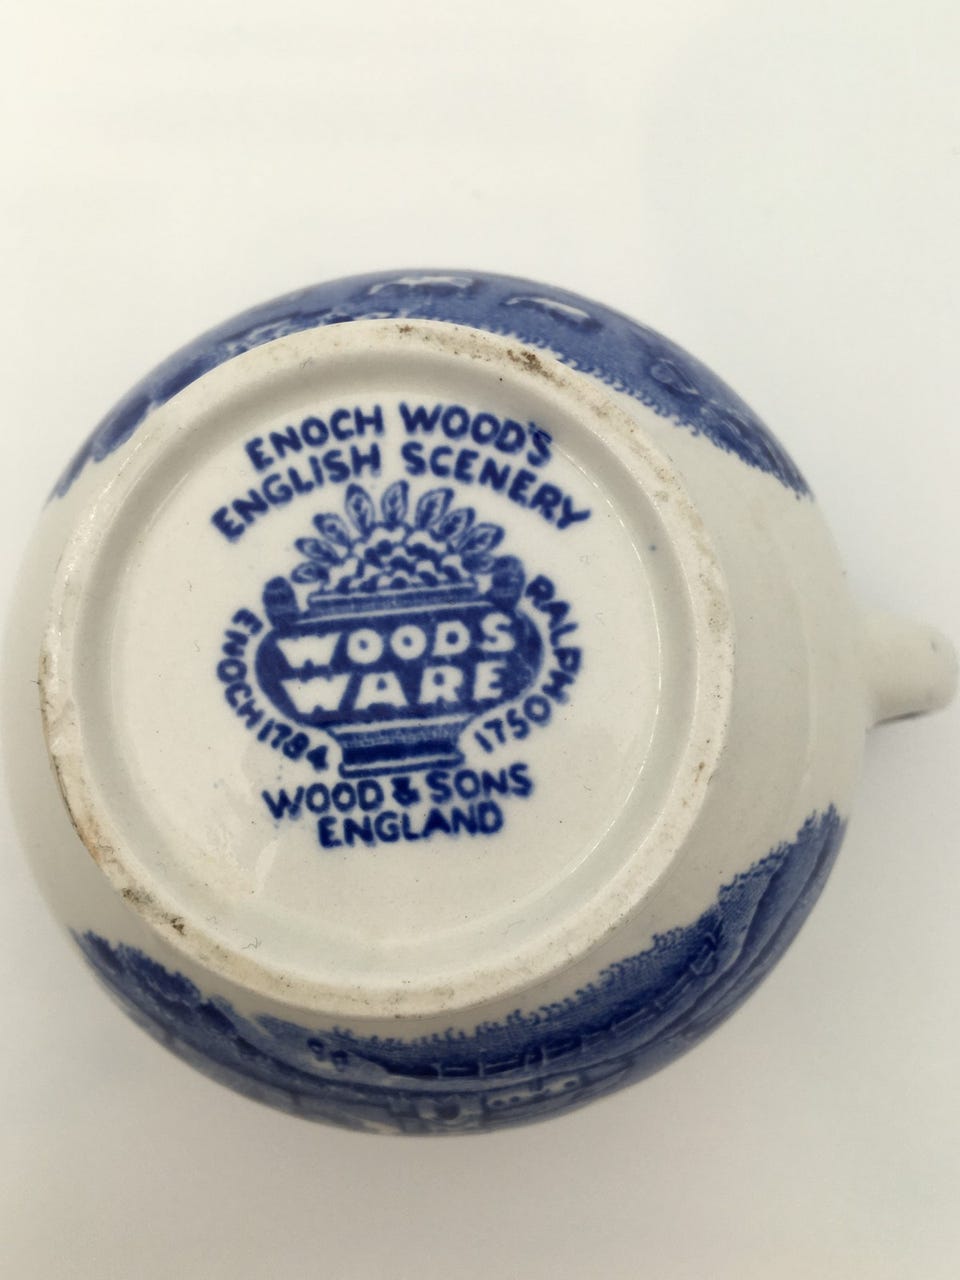 ENOCH WOOD'S
ENGLISH SCENERY
WOODS
WARE
ENOCH 1784
RALPH 1750
WOOD & SONS
ENGLAND